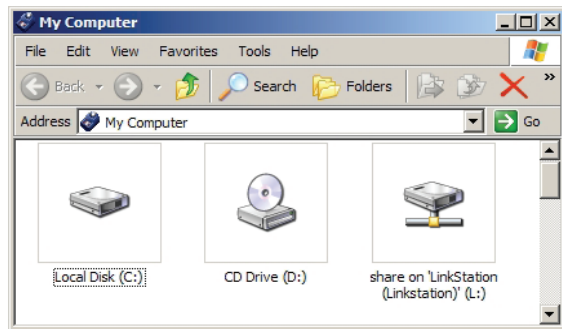 My Computer
File Edit View Favorites Tools Help
Back Search Folders »
Address My Computer Go
Local Disk (C:) CD Drive (D:) share on 'LinkStation
(Linkstation)' (L:)